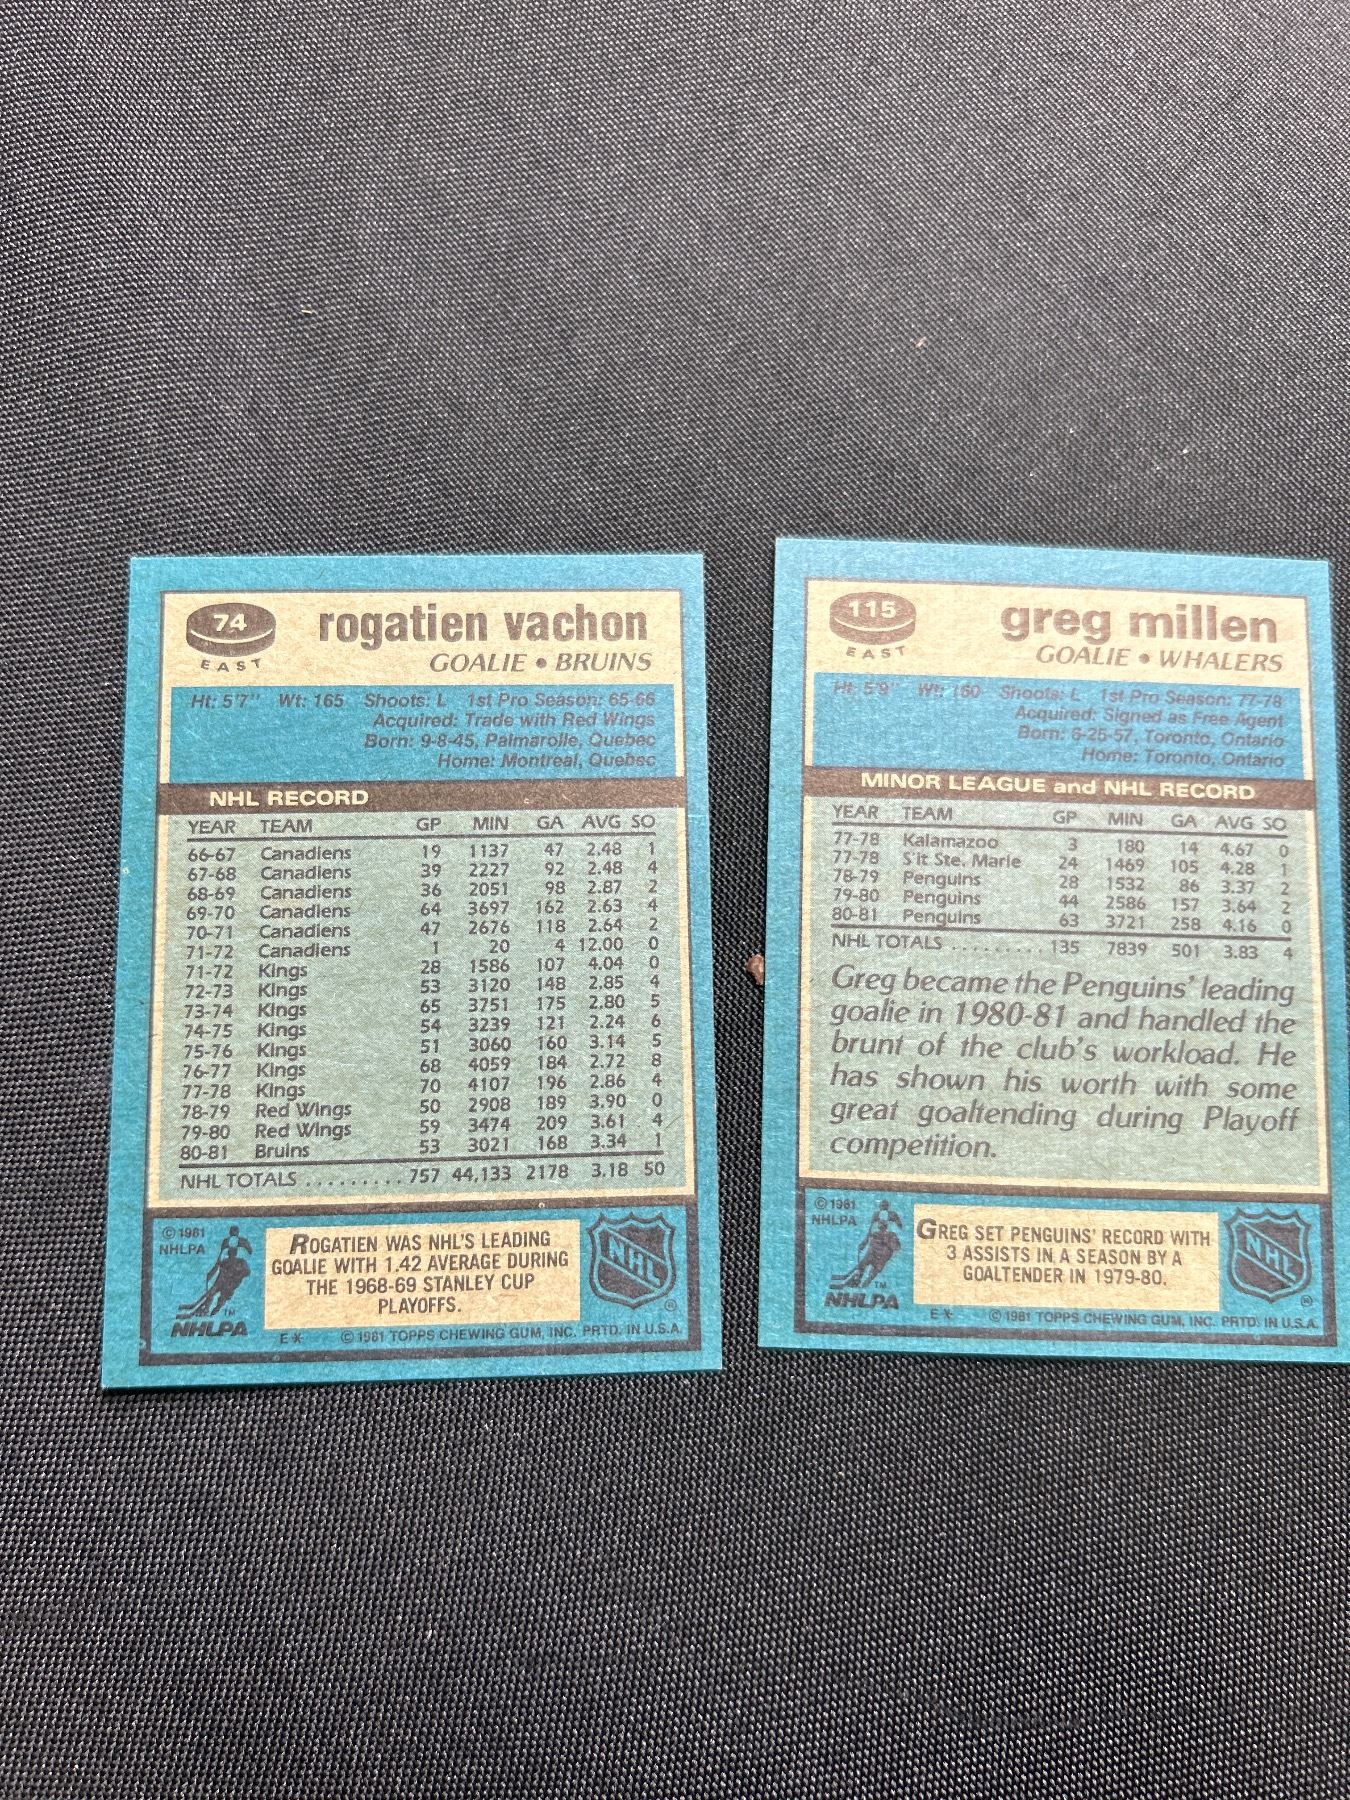 74
EAST
rogatien vachon
GOALIE • BRUINS
Ht: 5'7" Wt: 165 Shoots: L 1st Pro Season: 65-66
Acquired: Trade with Red Wings
Born: 9-8-45, Palmarolle, Quebec
Home: Montreal, Quebec
NHL RECORD
YEAR TEAM GP MIN GA AVG SO
66-67 Canadiens 19 1137 47 2.48 1
67-68 Canadiens 39 2227 92 2.48 4
68-69 Canadiens 36 2051 98 2.87 2
69-70 Canadiens 64 3697 162 2.63 4
70-71 Canadiens 47 2676 118 2.64 2
71-72 Canadiens 1 20 4 12.00 0
71-72 Kings 28 1586 107 4.04 0
72-73 Kings 53 3120 148 2.85 4
73-74 Kings 65 3751 175 2.80 5
74-75 Kings 54 3239 121 2.24 6
75-76 Kings 51 3060 160 3.14 5
76-77 Kings 68 4059 184 2.72 8
77-78 Kings 70 4107 196 2.86 4
78-79 Red Wings 50 2908 189 3.90 0
79-80 Red Wings 59 3474 209 3.61 4
80-81 Bruins 53 3021 168 3.34 1
NHL TOTALS ......... 757 44,133 2178 3.18 50
© 1981
NHLPA
ROGATIEN WAS NHL'S LEADING
GOALIE WITH 1.42 AVERAGE DURING
THE 1968-69 STANLEY CUP
PLAYOFFS.
NHL
®
TM
NHLPA
E* © 1981 TOPPS CHEWING GUM, INC. PRTD. IN U.S.A.
115
EAST
greg millen
GOALIE • WHALERS
Ht: 5'9" Wt: 160 Shoots: L 1st Pro Season: 77-78
Acquired: Signed as Free Agent
Born: 6-25-57, Toronto, Ontario
Home: Toronto, Ontario
MINOR LEAGUE and NHL RECORD
YEAR TEAM GP MIN GA AVG SO
77-78 Kalamazoo 3 180 14 4.67 0
77-78 S'lt Ste. Marie 24 1469 105 4.28 1
78-79 Penguins 28 1532 86 3.37 2
79-80 Penguins 44 2586 157 3.64 2
80-81 Penguins 63 3721 258 4.16 0
NHL TOTALS ......... 135 7839 501 3.83 4
Greg became the Penguins' leading
goalie in 1980-81 and handled the
brunt of the club's workload. He
has shown his worth with some
great goaltending during Playoff
competition.
© 1981
NHLPA
GREG SET PENGUINS' RECORD WITH
3 ASSISTS IN A SEASON BY A
GOALTENDER IN 1979-80.
NHL
®
TM
NHLPA
E* © 1981 TOPPS CHEWING GUM, INC. PRTD. IN U.S.A.